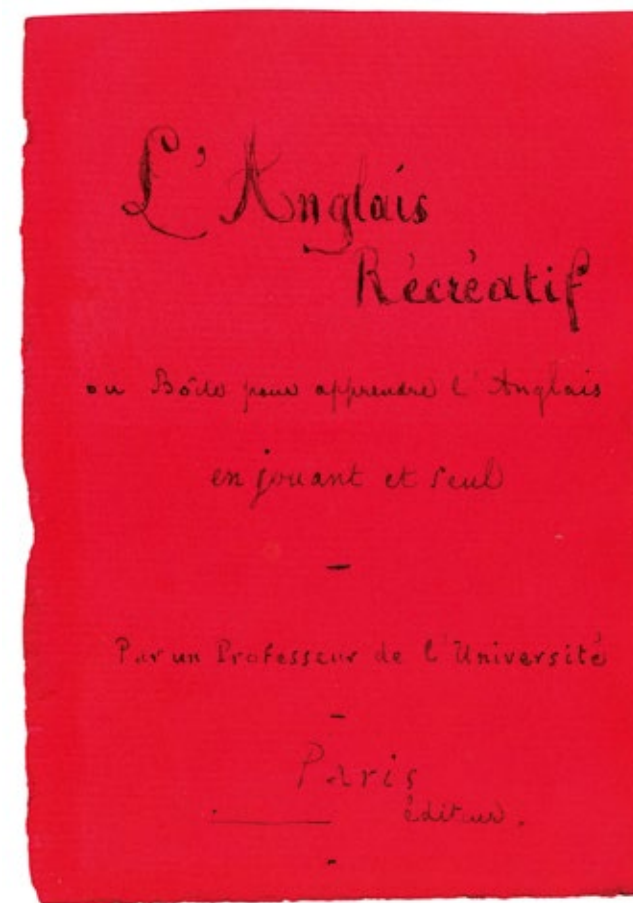 L'Anglais
Récréatif
ou Boîte pour apprendre l'Anglais
en jouant et seul
Par un Professeur de l'Université
Paris
éditeur.